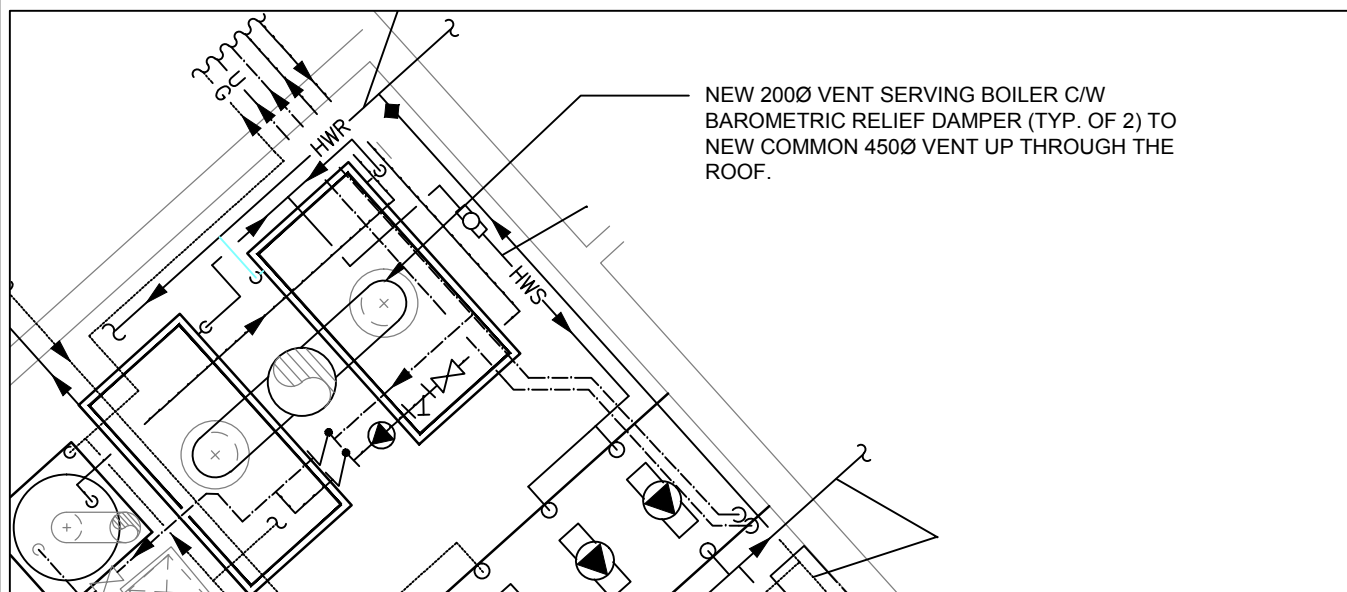 NEW 200Ø VENT SERVING BOILER C/W
BAROMETRIC RELIEF DAMPER (TYP. OF 2) TO
NEW COMMON 450Ø VENT UP THROUGH THE
ROOF.
U
G
HWR
HWS